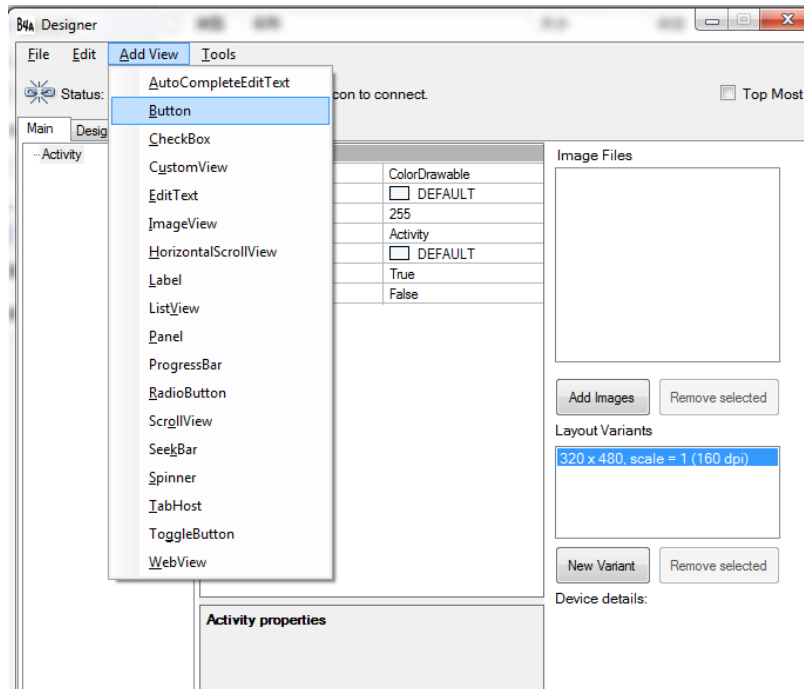 B4A Designer
File Edit Add View Tools
Status: con to connect. Top Most
Main Desig
Activity
AutoCompleteEditText
Button
CheckBox
CustomView
EditText
ImageView
HorizontalScrollView
Label
ListView
Panel
ProgressBar
RadioButton
ScrollView
SeekBar
Spinner
TabHost
ToggleButton
WebView
ColorDrawable
DEFAULT
255
Activity
DEFAULT
True
False
Activity properties
Image Files
Add Images Remove selected
Layout Variants
320 x 480, scale = 1 (160 dpi)
New Variant Remove selected
Device details: